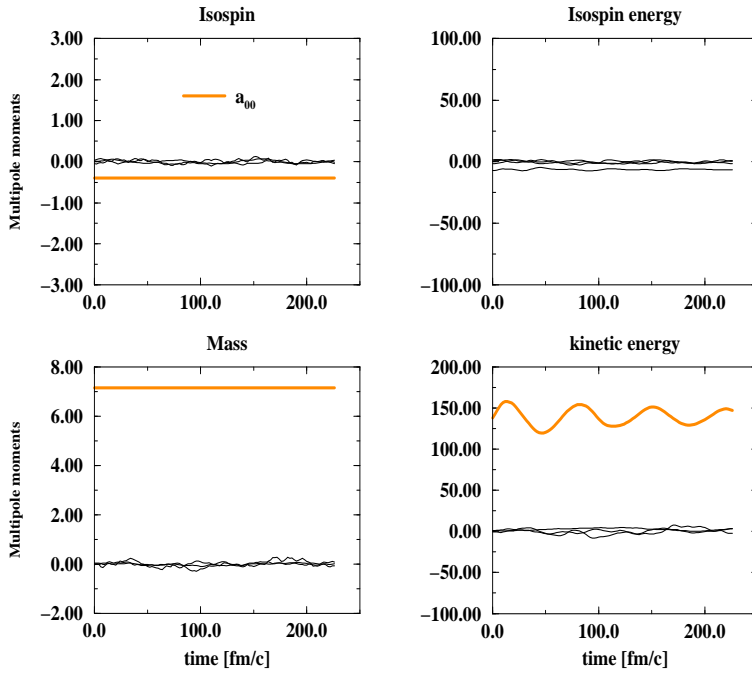 Isospin
Isospin energy
Multipole moments
3.00
2.00
1.00
0.00
−1.00
−2.00
−3.00
0.0 100.0 200.0
a00
100.00
50.00
0.00
−50.00
−100.00
0.0 100.0 200.0
Mass
kinetic energy
Multipole moments
8.00
6.00
4.00
2.00
0.00
−2.00
0.0 100.0 200.0
time [fm/c]
200.00
150.00
100.00
50.00
0.00
−50.00
−100.00
0.0 100.0 200.0
time [fm/c]